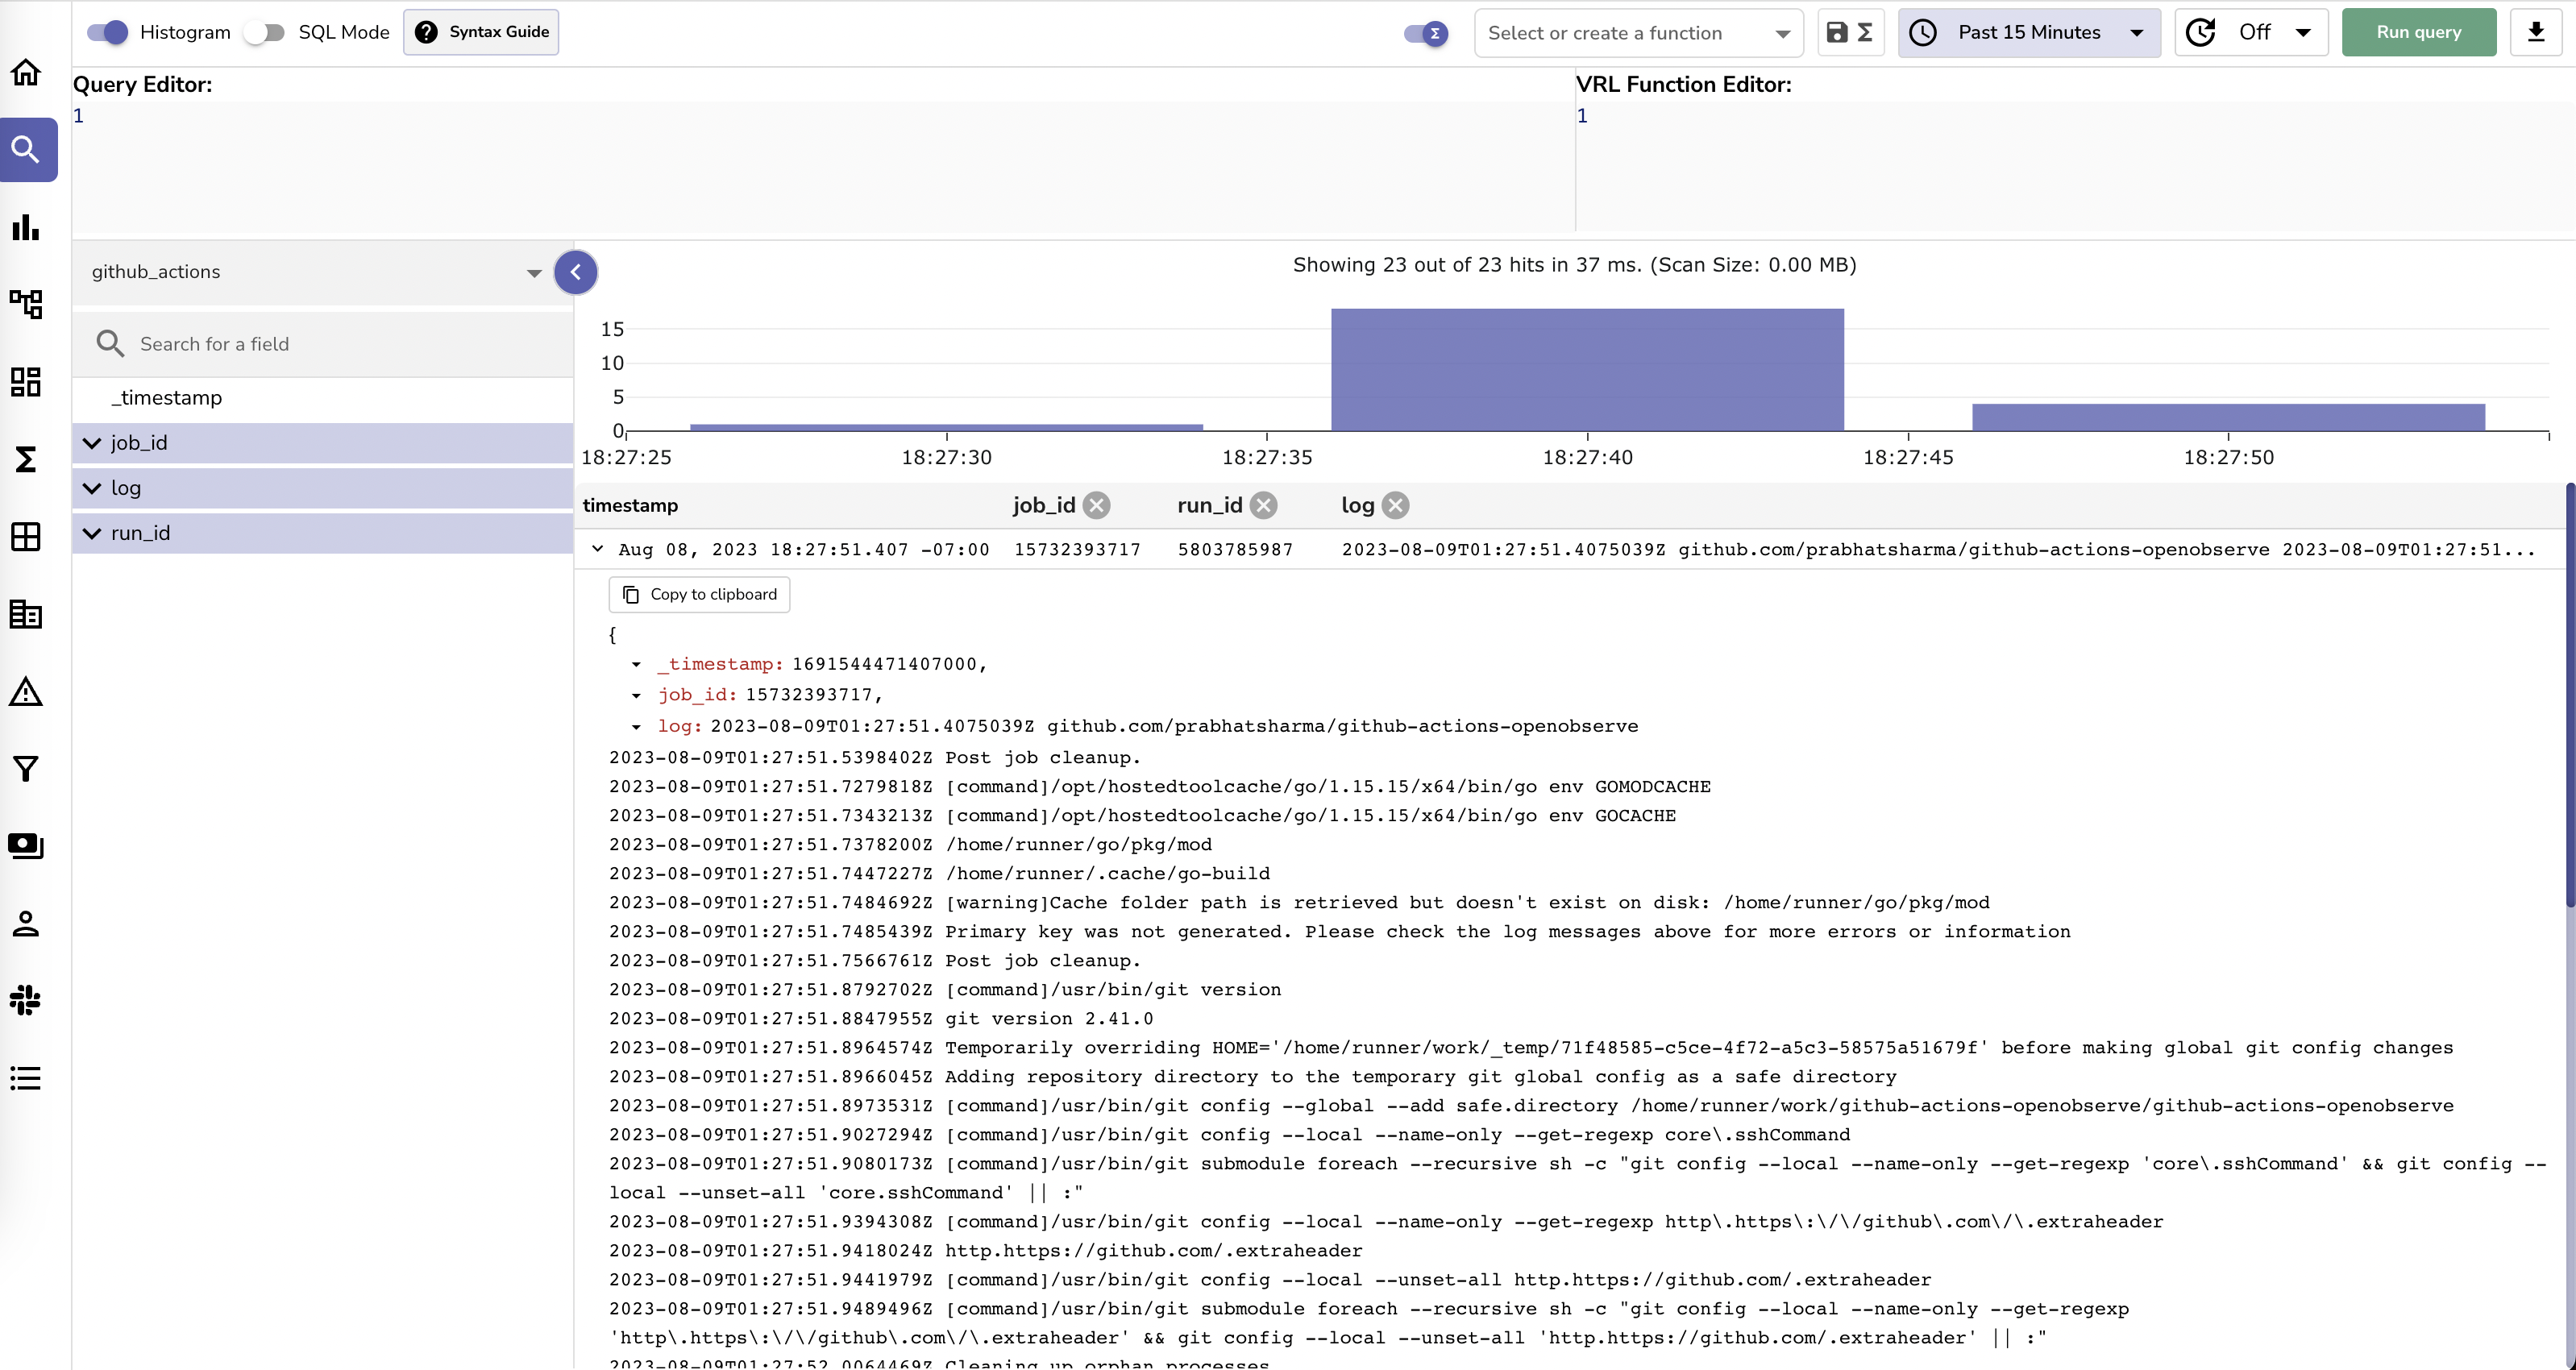 Histogram SQL Mode Syntax Guide Σ Select or create a function Σ Past 15 Minutes Off Run query
Query Editor: VRL Function Editor:
1 1
github_actions
Search for a field
_timestamp
job_id
log
run_id
Showing 23 out of 23 hits in 37 ms. (Scan Size: 0.00 MB)
15
10
5
0
18:27:25 18:27:30 18:27:35 18:27:40 18:27:45 18:27:50
timestamp job_id run_id log
Aug 08, 2023 18:27:51.407 -07:00 15732393717 5803785987 2023-08-09T01:27:51.4075039Z github.com/prabhatsharma/github-actions-openobserve 2023-08-09T01:27:51...
Copy to clipboard
{
_timestamp: 1691544471407000,
job_id: 15732393717,
log: 2023-08-09T01:27:51.4075039Z github.com/prabhatsharma/github-actions-openobserve
2023-08-09T01:27:51.5398402Z Post job cleanup.
2023-08-09T01:27:51.7279818Z [command]/opt/hostedtoolcache/go/1.15.15/x64/bin/go env GOMODCACHE
2023-08-09T01:27:51.7343213Z [command]/opt/hostedtoolcache/go/1.15.15/x64/bin/go env GOCACHE
2023-08-09T01:27:51.7378200Z /home/runner/go/pkg/mod
2023-08-09T01:27:51.7447227Z /home/runner/.cache/go-build
2023-08-09T01:27:51.7484692Z [warning]Cache folder path is retrieved but doesn't exist on disk: /home/runner/go/pkg/mod
2023-08-09T01:27:51.7485439Z Primary key was not generated. Please check the log messages above for more errors or information
2023-08-09T01:27:51.7566761Z Post job cleanup.
2023-08-09T01:27:51.8792702Z [command]/usr/bin/git version
2023-08-09T01:27:51.8847955Z git version 2.41.0
2023-08-09T01:27:51.8964574Z Temporarily overriding HOME='/home/runner/work/_temp/71f48585-c5ce-4f72-a5c3-58575a51679f' before making global git config changes
2023-08-09T01:27:51.8966045Z Adding repository directory to the temporary git global config as a safe directory
2023-08-09T01:27:51.8973531Z [command]/usr/bin/git config --global --add safe.directory /home/runner/work/github-actions-openobserve/github-actions-openobserve
2023-08-09T01:27:51.9027294Z [command]/usr/bin/git config --local --name-only --get-regexp core\.sshCommand
2023-08-09T01:27:51.9080173Z [command]/usr/bin/git submodule foreach --recursive sh -c "git config --local --name-only --get-regexp 'core\.sshCommand' && git config --
local --unset-all 'core.sshCommand' || :"
2023-08-09T01:27:51.9394308Z [command]/usr/bin/git config --local --name-only --get-regexp http\.https\:\/\/github\.com\/\.extraheader
2023-08-09T01:27:51.9418024Z http.https://github.com/.extraheader
2023-08-09T01:27:51.9441979Z [command]/usr/bin/git config --local --unset-all http.https://github.com/.extraheader
2023-08-09T01:27:51.9489496Z [command]/usr/bin/git submodule foreach --recursive sh -c "git config --local --name-only --get-regexp
'http\.https\:\/\/github\.com\/\.extraheader' && git config --local --unset-all 'http.https://github.com/.extraheader' || :"
2023-08-09T01:27:52.0064469Z Cleaning up orphan processes